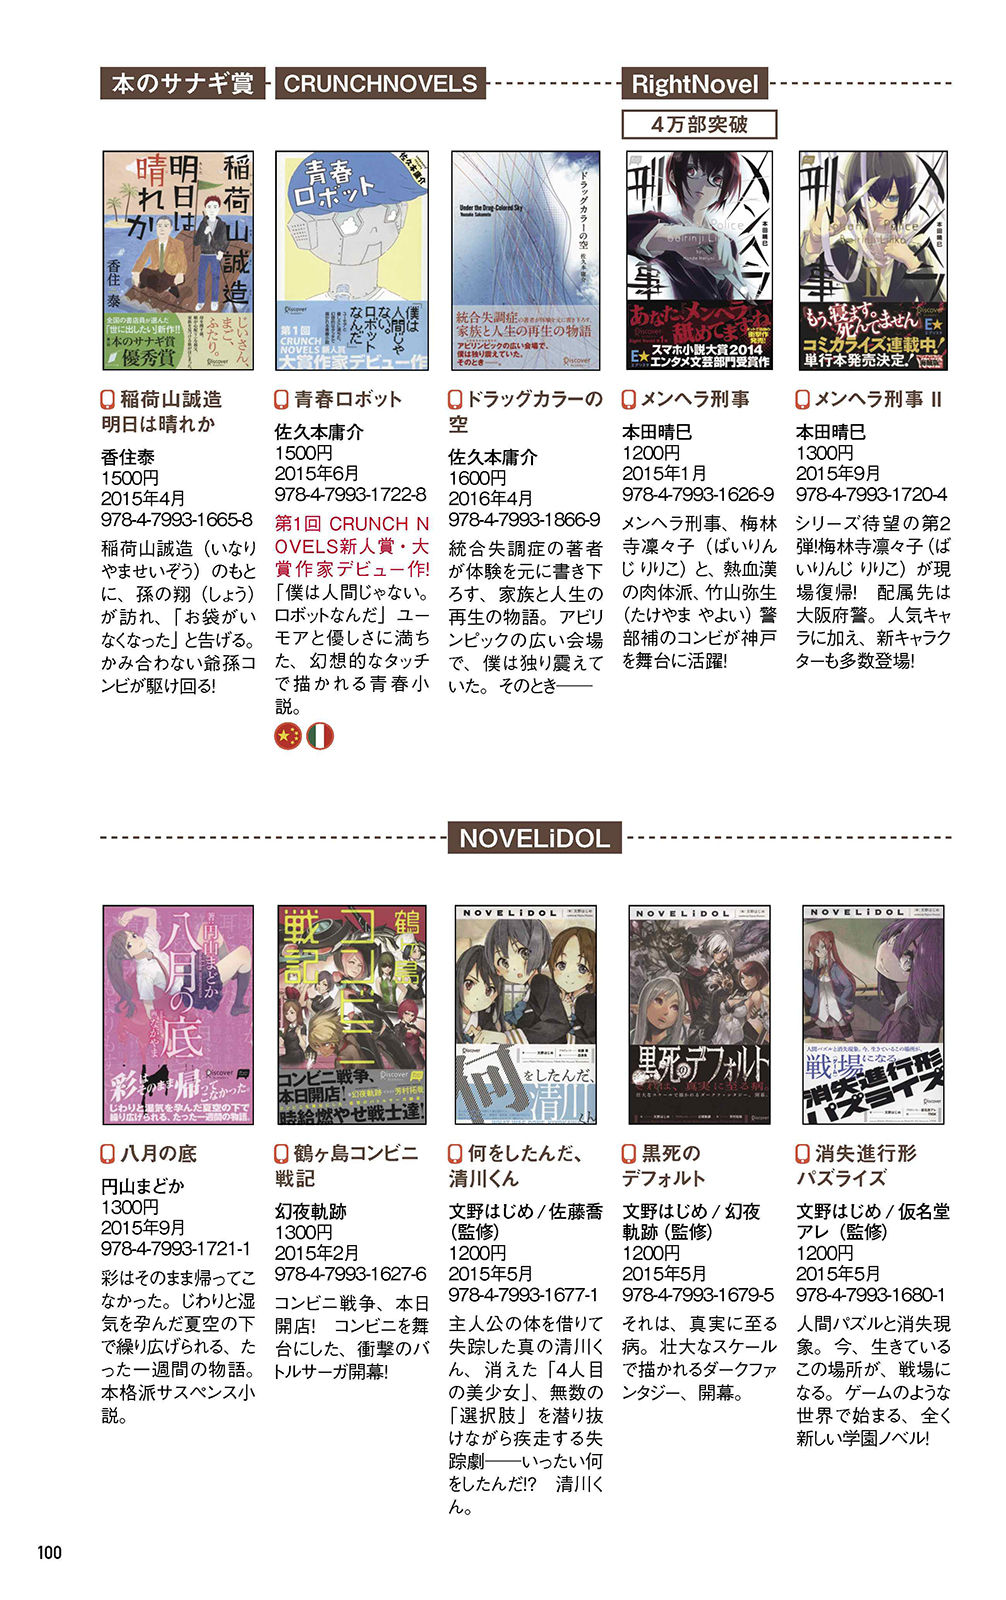 本のサナギ賞
CRUNCHNOVELS
RightNovel
4万部突破
稲荷山誠造
明日は
晴れか
香住
泰
全国の書店員が選んだ
「世に出したい」新作!!
本のサナギ賞
優秀賞
じいさん、
まご、
ふたり。
青春
ロボット
佐久本庸介
「僕は
人間じゃ
ない。
ロボット
なんだ」
第1回
CRUNCH
NOVELS新人賞
大賞作家デビュー作
Discover
ドラッグカラーの空
佐久本庸介
Under the Drug-Colored Sky
Yousuke Sakumoto
統合失調症の著者が体験を元に書き下ろす、
家族と人生の再生の物語
アビリンピックの広い会場で、
僕は独り震えていた。
そのとき——。
Discover
メンヘラ
刑事
本田晴巳
あなた、メンヘラ
舐めてますね
E★
スマホ小説大賞2014
エンタメ文芸部門受賞作
メンヘラ
刑事
II
本田晴巳
もう、寝ます。
死んでません
E★
コミカライズ連載中!
単行本発売決定!
稲荷山誠造
明日は晴れか
香住泰
1500円
2015年4月
978-4-7993-1665-8
稲荷山誠造（いなり
やませいぞう）のもと
に、孫の翔（しょう）
が訪れ、「お袋がい
なくなった」と告げる。
かみ合わない爺孫コ
ンビが駆け回る!
青春ロボット
佐久本庸介
1500円
2015年6月
978-4-7993-1722-8
第1回 CRUNCH N
OVELS新人賞・大
賞作家デビュー作!
「僕は人間じゃない。
ロボットなんだ」ユー
モアと優しさに満ち
た、幻想的なタッチ
で描かれる青春小
説。
ドラッグカラーの
空
佐久本庸介
1600円
2016年4月
978-4-7993-1866-9
統合失調症の著者
が体験を元に書き下
ろす、家族と人生の
再生の物語。アビリ
ンピックの広い会場
で、僕は独り震えて
いた。そのとき——
メンヘラ刑事
本田晴巳
1200円
2015年1月
978-4-7993-1626-9
メンヘラ刑事、梅林
寺凜々子（ばいりん
じ りりこ）と、熱血漢
の肉体派、竹山弥生
（たけやま やよい）警
部補のコンビが神戸
を舞台に活躍!
メンヘラ刑事 II
本田晴巳
1300円
2015年9月
978-4-7993-1720-4
シリーズ待望の第2
弾!梅林寺凛々子（ば
いりんじ りりこ）が現
場復帰!　配属先は
大阪府警。人気キャ
ラに加え、新キャラク
ターも多数登場!
NOVELiDOL
八月の底
著 円山まどか
Discover
彩はそのまま帰ってこなかった。
じわりと湿気を孕んだ夏空の下で
繰り広げられる、たった一週間の物語。
鶴ヶ島
コンビニ
戦記
コンビニ戦争、
本日開店!
時給燃やせ戦士達!
NOVELiDOL
何をしたんだ、
清川くん
NOVELiDOL
黒死のデフォルト
それは、真実に至る病。
壮大なスケールで描かれるダークファンタジー、開幕。
NOVELiDOL
人間パズルと消失現象。今、生きているこの場所が、
戦場になる。
消失進行形
パズライズ
八月の底
円山まどか
1300円
2015年9月
978-4-7993-1721-1
彩はそのまま帰ってこ
なかった。じわりと湿
気を孕んだ夏空の下
で繰り広げられる、た
った一週間の物語。
本格派サスペンス小
説。
鶴ヶ島コンビニ
戦記
幻夜軌跡
1300円
2015年2月
978-4-7993-1627-6
コンビニ戦争、本日
開店!　コンビニを舞
台にした、衝撃のバ
トルサーガ開幕!
何をしたんだ、
清川くん
文野はじめ / 佐藤喬
（監修）
1200円
2015年5月
978-4-7993-1677-1
主人公の体を借りて
失踪した真の清川く
ん、消えた「4人目
の美少女」、無数の
「選択肢」を潜り抜
けながら疾走する失
踪劇——いったい何
をしたんだ!?　清川く
ん。
黒死の
デフォルト
文野はじめ / 幻夜
軌跡（監修）
1200円
2015年5月
978-4-7993-1679-5
それは、真実に至る
病。壮大なスケール
で描かれるダークファ
ンタジー、開幕。
消失進行形
パズライズ
文野はじめ / 仮名堂
アレ（監修）
1200円
2015年5月
978-4-7993-1680-1
人間パズルと消失現
象。今、生きている
この場所が、戦場に
なる。ゲームのような
世界で始まる、全く
新しい学園ノベル!
100